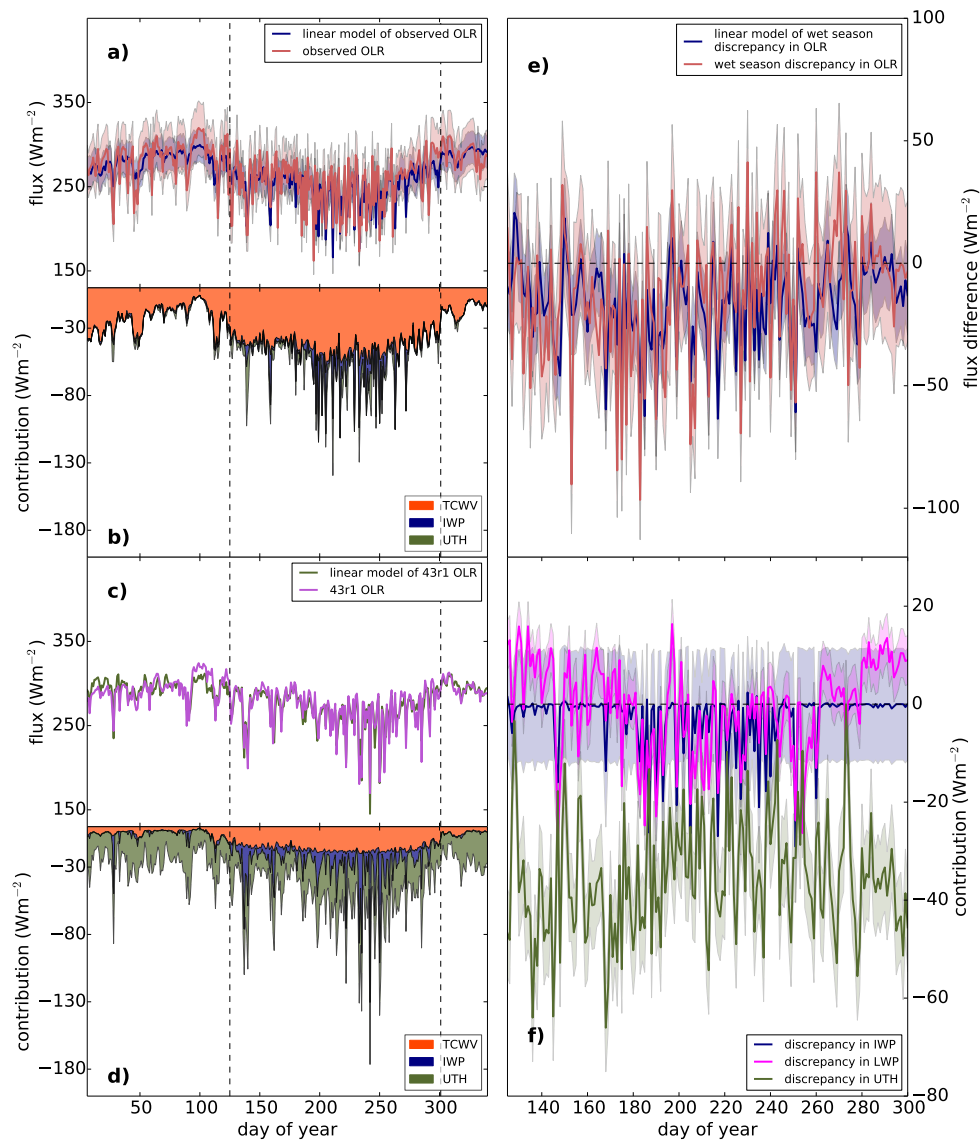 a)
linear model of observed OLR
observed OLR
350
250
150
flux (Wm⁻²)
−30
−80
−130
−180
contribution (Wm⁻²)
b)
TCWV
IWP
UTH
c)
linear model of 43r1 OLR
43r1 OLR
350
250
150
flux (Wm⁻²)
−30
−80
−130
−180
contribution (Wm⁻²)
d)
TCWV
IWP
UTH
50 100 150 200 250 300
day of year
e)
linear model of wet season
discrepancy in OLR
wet season discrepancy in OLR
100
50
0
−50
−100
flux difference (Wm⁻²)
20
0
−20
−40
−60
−80
contribution (Wm⁻²)
f)
discrepancy in IWP
discrepancy in LWP
discrepancy in UTH
140 160 180 200 220 240 260 280 300
day of year